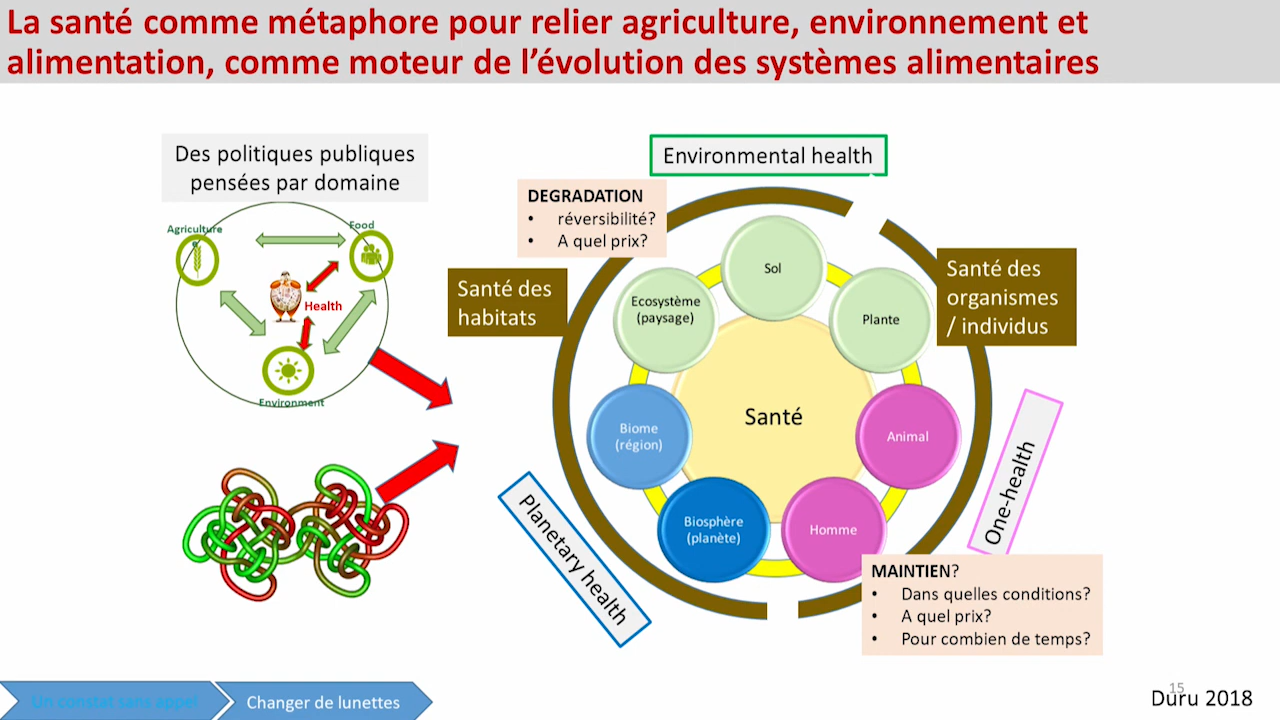 La santé comme métaphore pour relier agriculture, environnement et
alimentation, comme moteur de l’évolution des systèmes alimentaires
Des politiques publiques
pensées par domaine
Agriculture
Food
Health
Environment
Environmental health
DEGRADATION
• réversibilité?
• A quel prix?
Santé des
habitats
Santé des
organismes
/ individus
Sol
Ecosystème
(paysage)
Plante
Santé
Biome
(région)
Animal
Biosphère
(planète)
Homme
Planetary health
One-health
MAINTIEN?
• Dans quelles conditions?
• A quel prix?
• Pour combien de temps?
Un constat sans appel
Changer de lunettes
15
Duru 2018